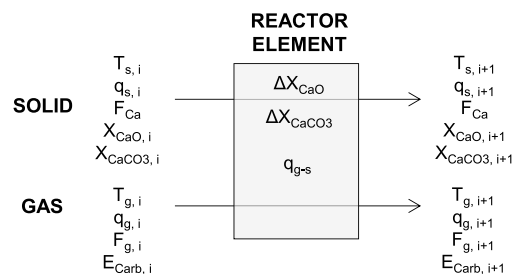 REACTOR
ELEMENT
SOLID
T_s, i
q_s, i
F_Ca
X_CaO, i
X_CaCO3, i
ΔX_CaO
ΔX_CaCO3
q_g-s
T_s, i+1
q_s, i+1
F_Ca
X_CaO, i+1
X_CaCO3, i+1
GAS
T_g, i
q_g, i
F_g, i
E_Carb, i
T_g, i+1
q_g, i+1
F_g, i+1
E_Carb, i+1